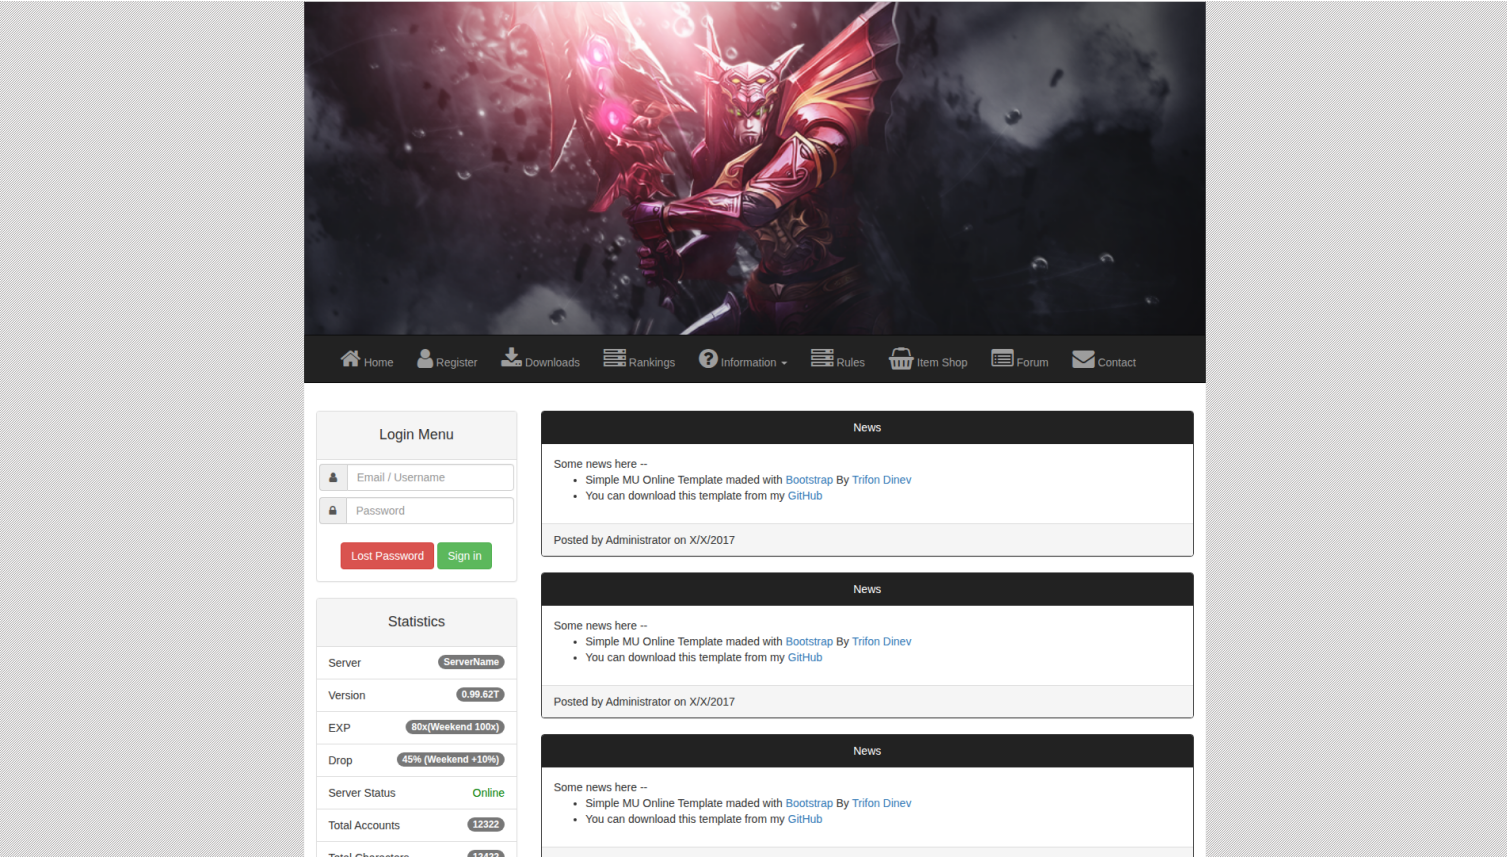 Home Register Downloads Rankings Information Rules Item Shop Forum Contact
Login Menu
Email / Username
Password
Lost Password Sign in
Statistics
Server ServerName
Version 0.99.62T
EXP 80x(Weekend 100x)
Drop 45% (Weekend +10%)
Server Status Online
Total Accounts 12322
Total Characters 12422
News
Some news here --
Simple MU Online Template maded with Bootstrap By Trifon Dinev
You can download this template from my GitHub
Posted by Administrator on X/X/2017
News
Some news here --
Simple MU Online Template maded with Bootstrap By Trifon Dinev
You can download this template from my GitHub
Posted by Administrator on X/X/2017
News
Some news here --
Simple MU Online Template maded with Bootstrap By Trifon Dinev
You can download this template from my GitHub